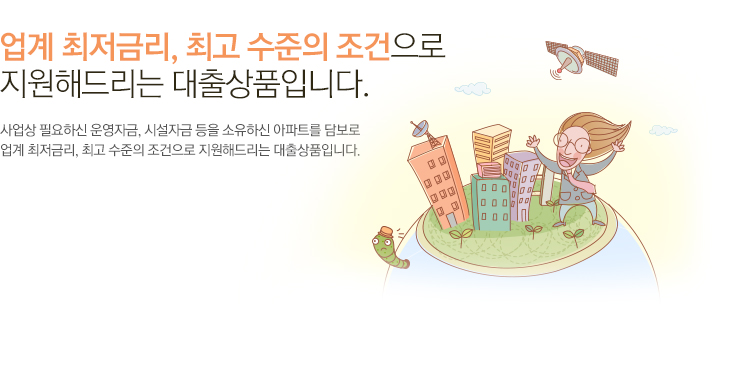 업계 최저금리, 최고 수준의 조건으로
지원해드리는 대출상품입니다.
사업상 필요하신 운영자금, 시설자금 등을 소유하신 아파트를 담보로
업계 최저금리, 최고 수준의 조건으로 지원해드리는 대출상품입니다.